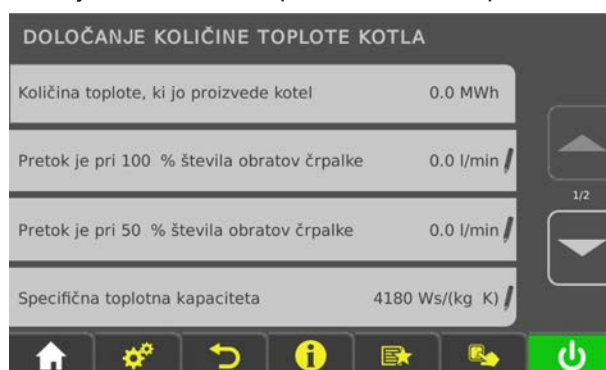 DOLOČANJE KOLIČINE TOPLOTE KOTLA
Količina toplote, ki jo proizvede kotel 0.0 MWh
Pretok je pri 100 % števila obratov črpalke 0.0 l/min
1/2
Pretok je pri 50 % števila obratov črpalke 0.0 l/min
Specifična toplotna kapaciteta 4180 Ws/(kg K)